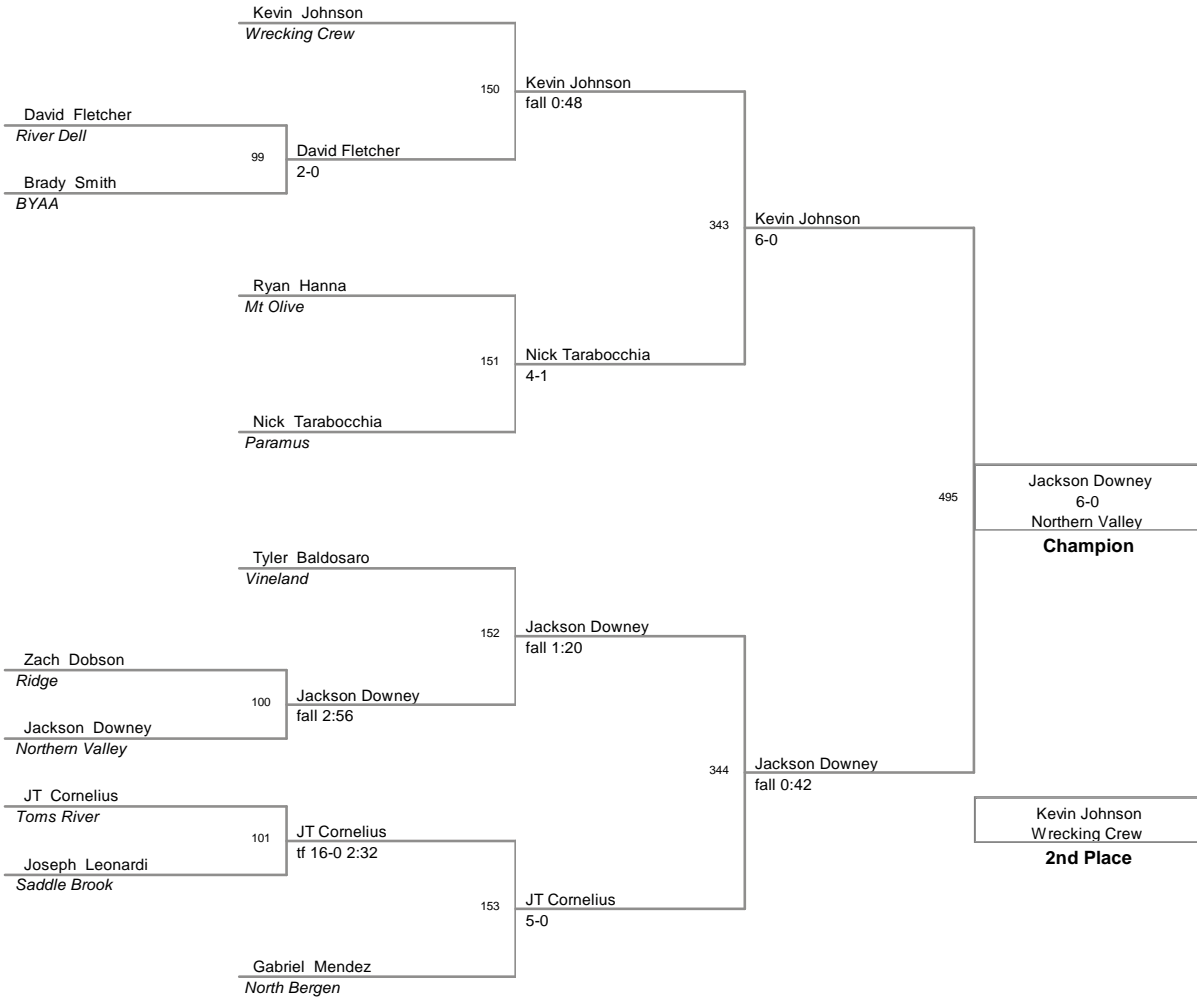 Kevin Johnson
Wrecking Crew
150
Kevin Johnson
fall 0:48
David Fletcher
River Dell
99
David Fletcher
2-0
Brady Smith
BYAA
343
Kevin Johnson
6-0
Ryan Hanna
Mt Olive
151
Nick Tarabocchia
4-1
Nick Tarabocchia
Paramus
495
Jackson Downey
6-0
Northern Valley
Champion
Tyler Baldosaro
Vineland
152
Jackson Downey
fall 1:20
Zach Dobson
Ridge
100
Jackson Downey
fall 2:56
Jackson Downey
Northern Valley
344
Jackson Downey
fall 0:42
JT Cornelius
Toms River
101
JT Cornelius
tf 16-0 2:32
Joseph Leonardi
Saddle Brook
Kevin Johnson
Wrecking Crew
2nd Place
153
JT Cornelius
5-0
Gabriel Mendez
North Bergen